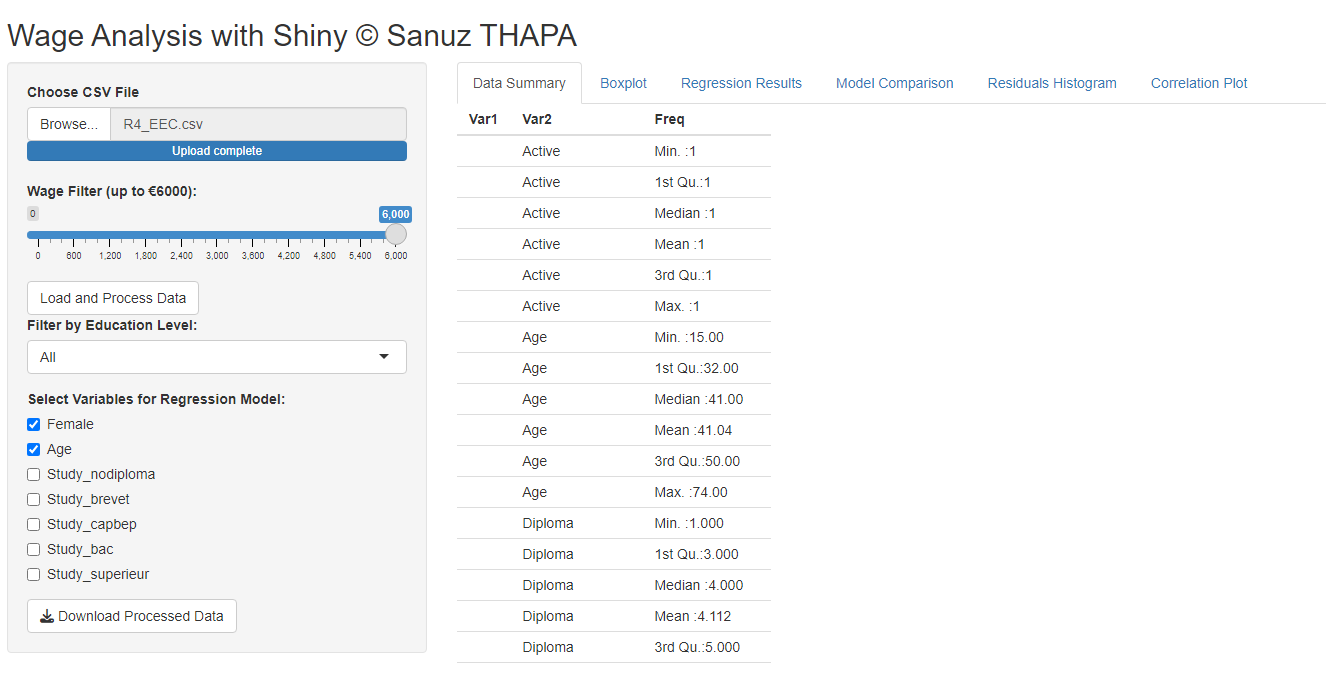 Wage Analysis with Shiny © Sanuz THAPA
Choose CSV File
Browse... R4_EEC.csv
Upload complete
Wage Filter (up to €6000):
0 6,000
0 600 1,200 1,800 2,400 3,000 3,600 4,200 4,800 5,400 6,000
Load and Process Data
Filter by Education Level:
All
Select Variables for Regression Model:
Female
Age
Study_nodiploma
Study_brevet
Study_capbep
Study_bac
Study_superieur
Download Processed Data
Data Summary Boxplot Regression Results Model Comparison Residuals Histogram Correlation Plot
Var1 Var2 Freq
Active Min. :1
Active 1st Qu.:1
Active Median :1
Active Mean :1
Active 3rd Qu.:1
Active Max. :1
Age Min. :15.00
Age 1st Qu.:32.00
Age Median :41.00
Age Mean :41.04
Age 3rd Qu.:50.00
Age Max. :74.00
Diploma Min. :1.000
Diploma 1st Qu.:3.000
Diploma Median :4.000
Diploma Mean :4.112
Diploma 3rd Qu.:5.000